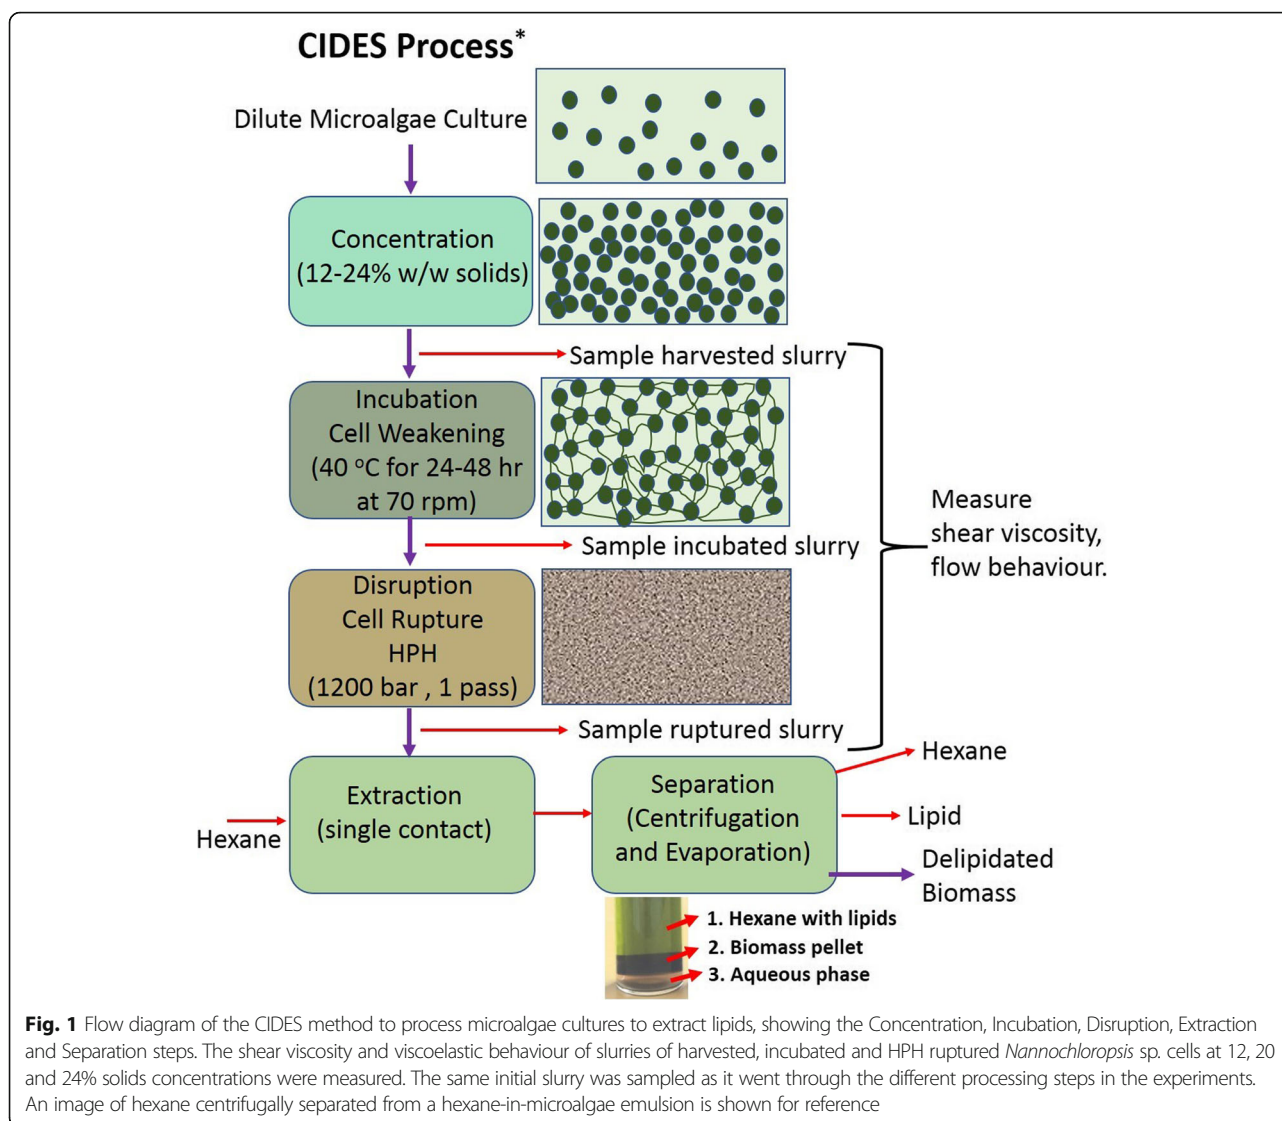 CIDES Process*
Dilute Microalgae Culture
Concentration
(12-24% w/w solids)
Sample harvested slurry
Incubation
Cell Weakening
(40 °C for 24-48 hr
at 70 rpm)
Measure
shear viscosity,
flow behaviour.
Sample incubated slurry
Disruption
Cell Rupture
HPH
(1200 bar , 1 pass)
Sample ruptured slurry
Hexane
Extraction
(single contact)
Separation
(Centrifugation
and Evaporation)
Hexane
Lipid
Delipidated
Biomass
1. Hexane with lipids
2. Biomass pellet
3. Aqueous phase
Fig. 1 Flow diagram of the CIDES method to process microalgae cultures to extract lipids, showing the Concentration, Incubation, Disruption, Extraction
and Separation steps. The shear viscosity and viscoelastic behaviour of slurries of harvested, incubated and HPH ruptured Nannochloropsis sp. cells at 12, 20
and 24% solids concentrations were measured. The same initial slurry was sampled as it went through the different processing steps in the experiments.
An image of hexane centrifugally separated from a hexane-in-microalgae emulsion is shown for reference